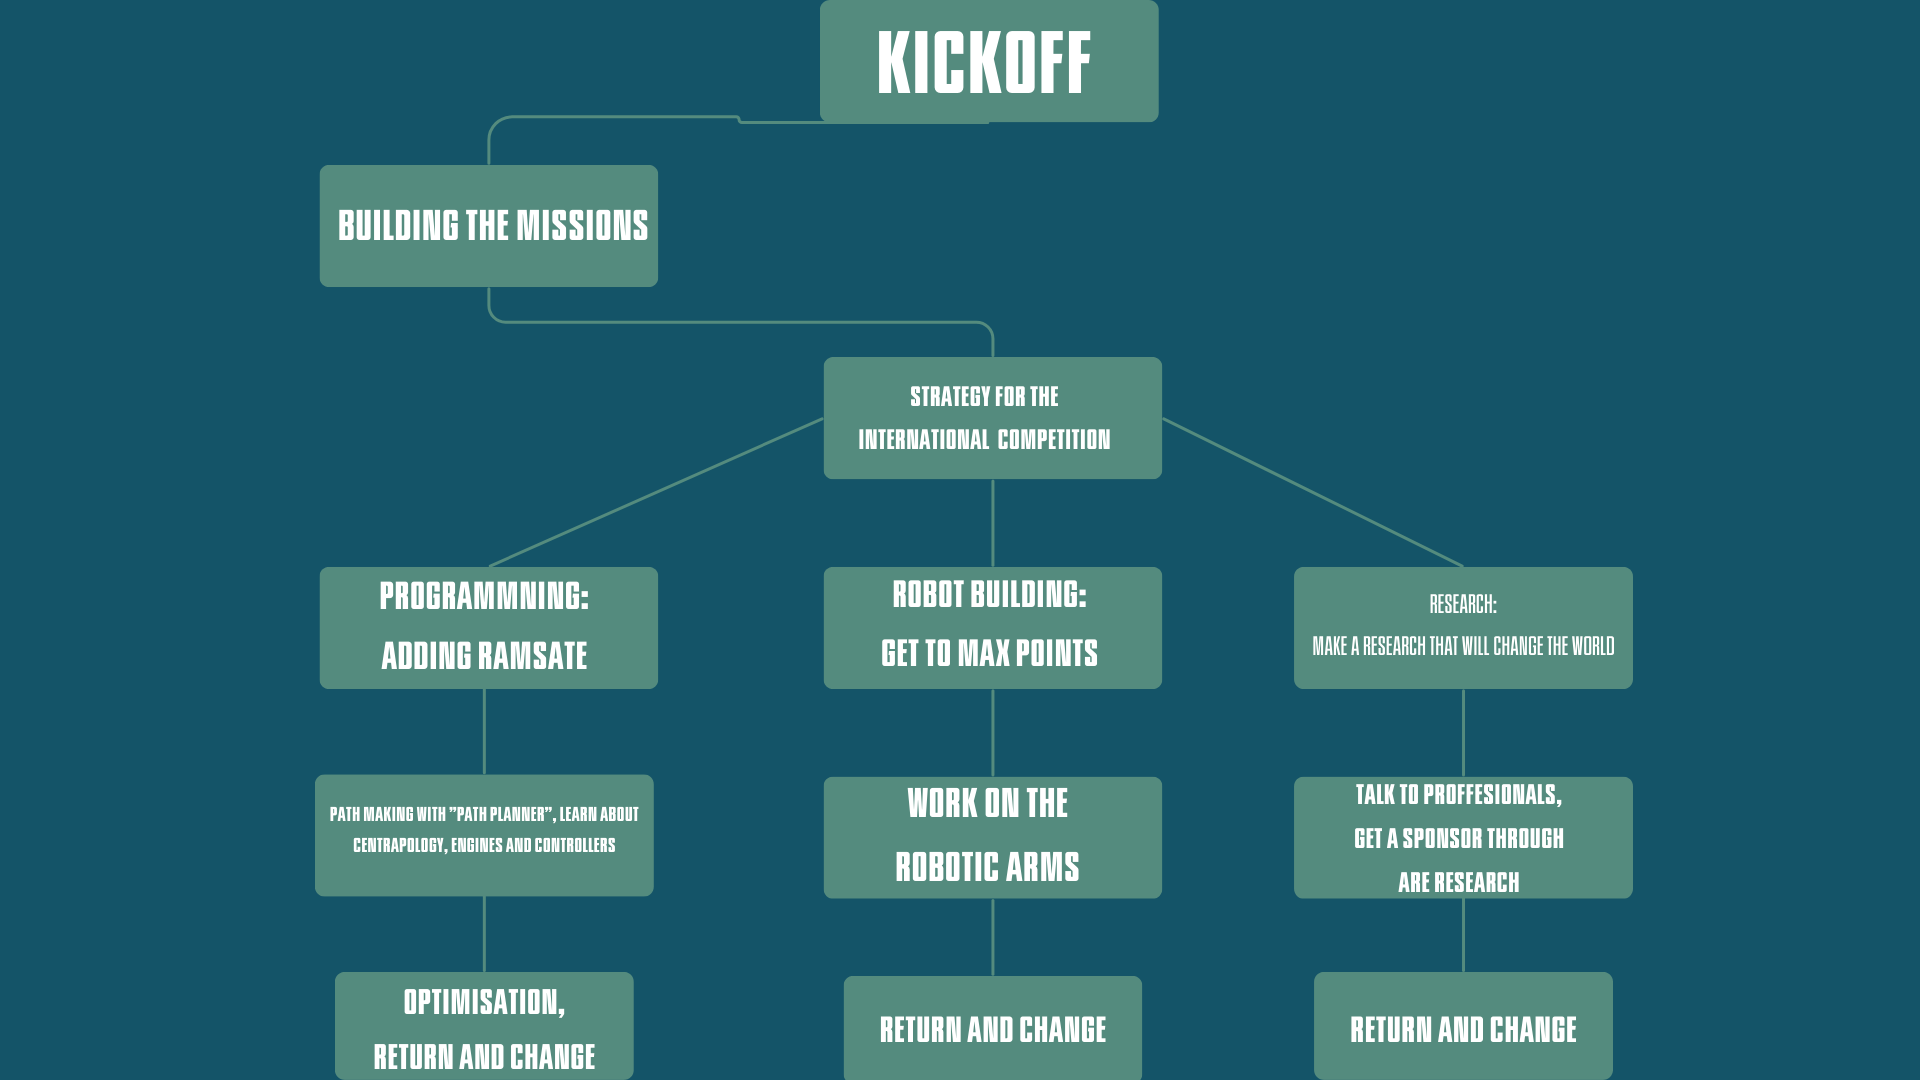 KICKOFF
BUILDING THE MISSIONS
STRATEGY FOR THE
INTERNATIONAL COMPETITION
PROGRAMMNING:
ADDING RAMSATE
ROBOT BUILDING:
GET TO MAX POINTS
RESEARCH:
MAKE A RESEARCH THAT WILL CHANGE THE WORLD
PATH MAKING WITH ”PATH PLANNER”, LEARN ABOUT
CENTRAPOLOGY, ENGINES AND CONTROLLERS
WORK ON THE
ROBOTIC ARMS
TALK TO PROFFESIONALS,
GET A SPONSOR THROUGH
ARE RESEARCH
OPTIMISATION,
RETURN AND CHANGE
RETURN AND CHANGE
RETURN AND CHANGE